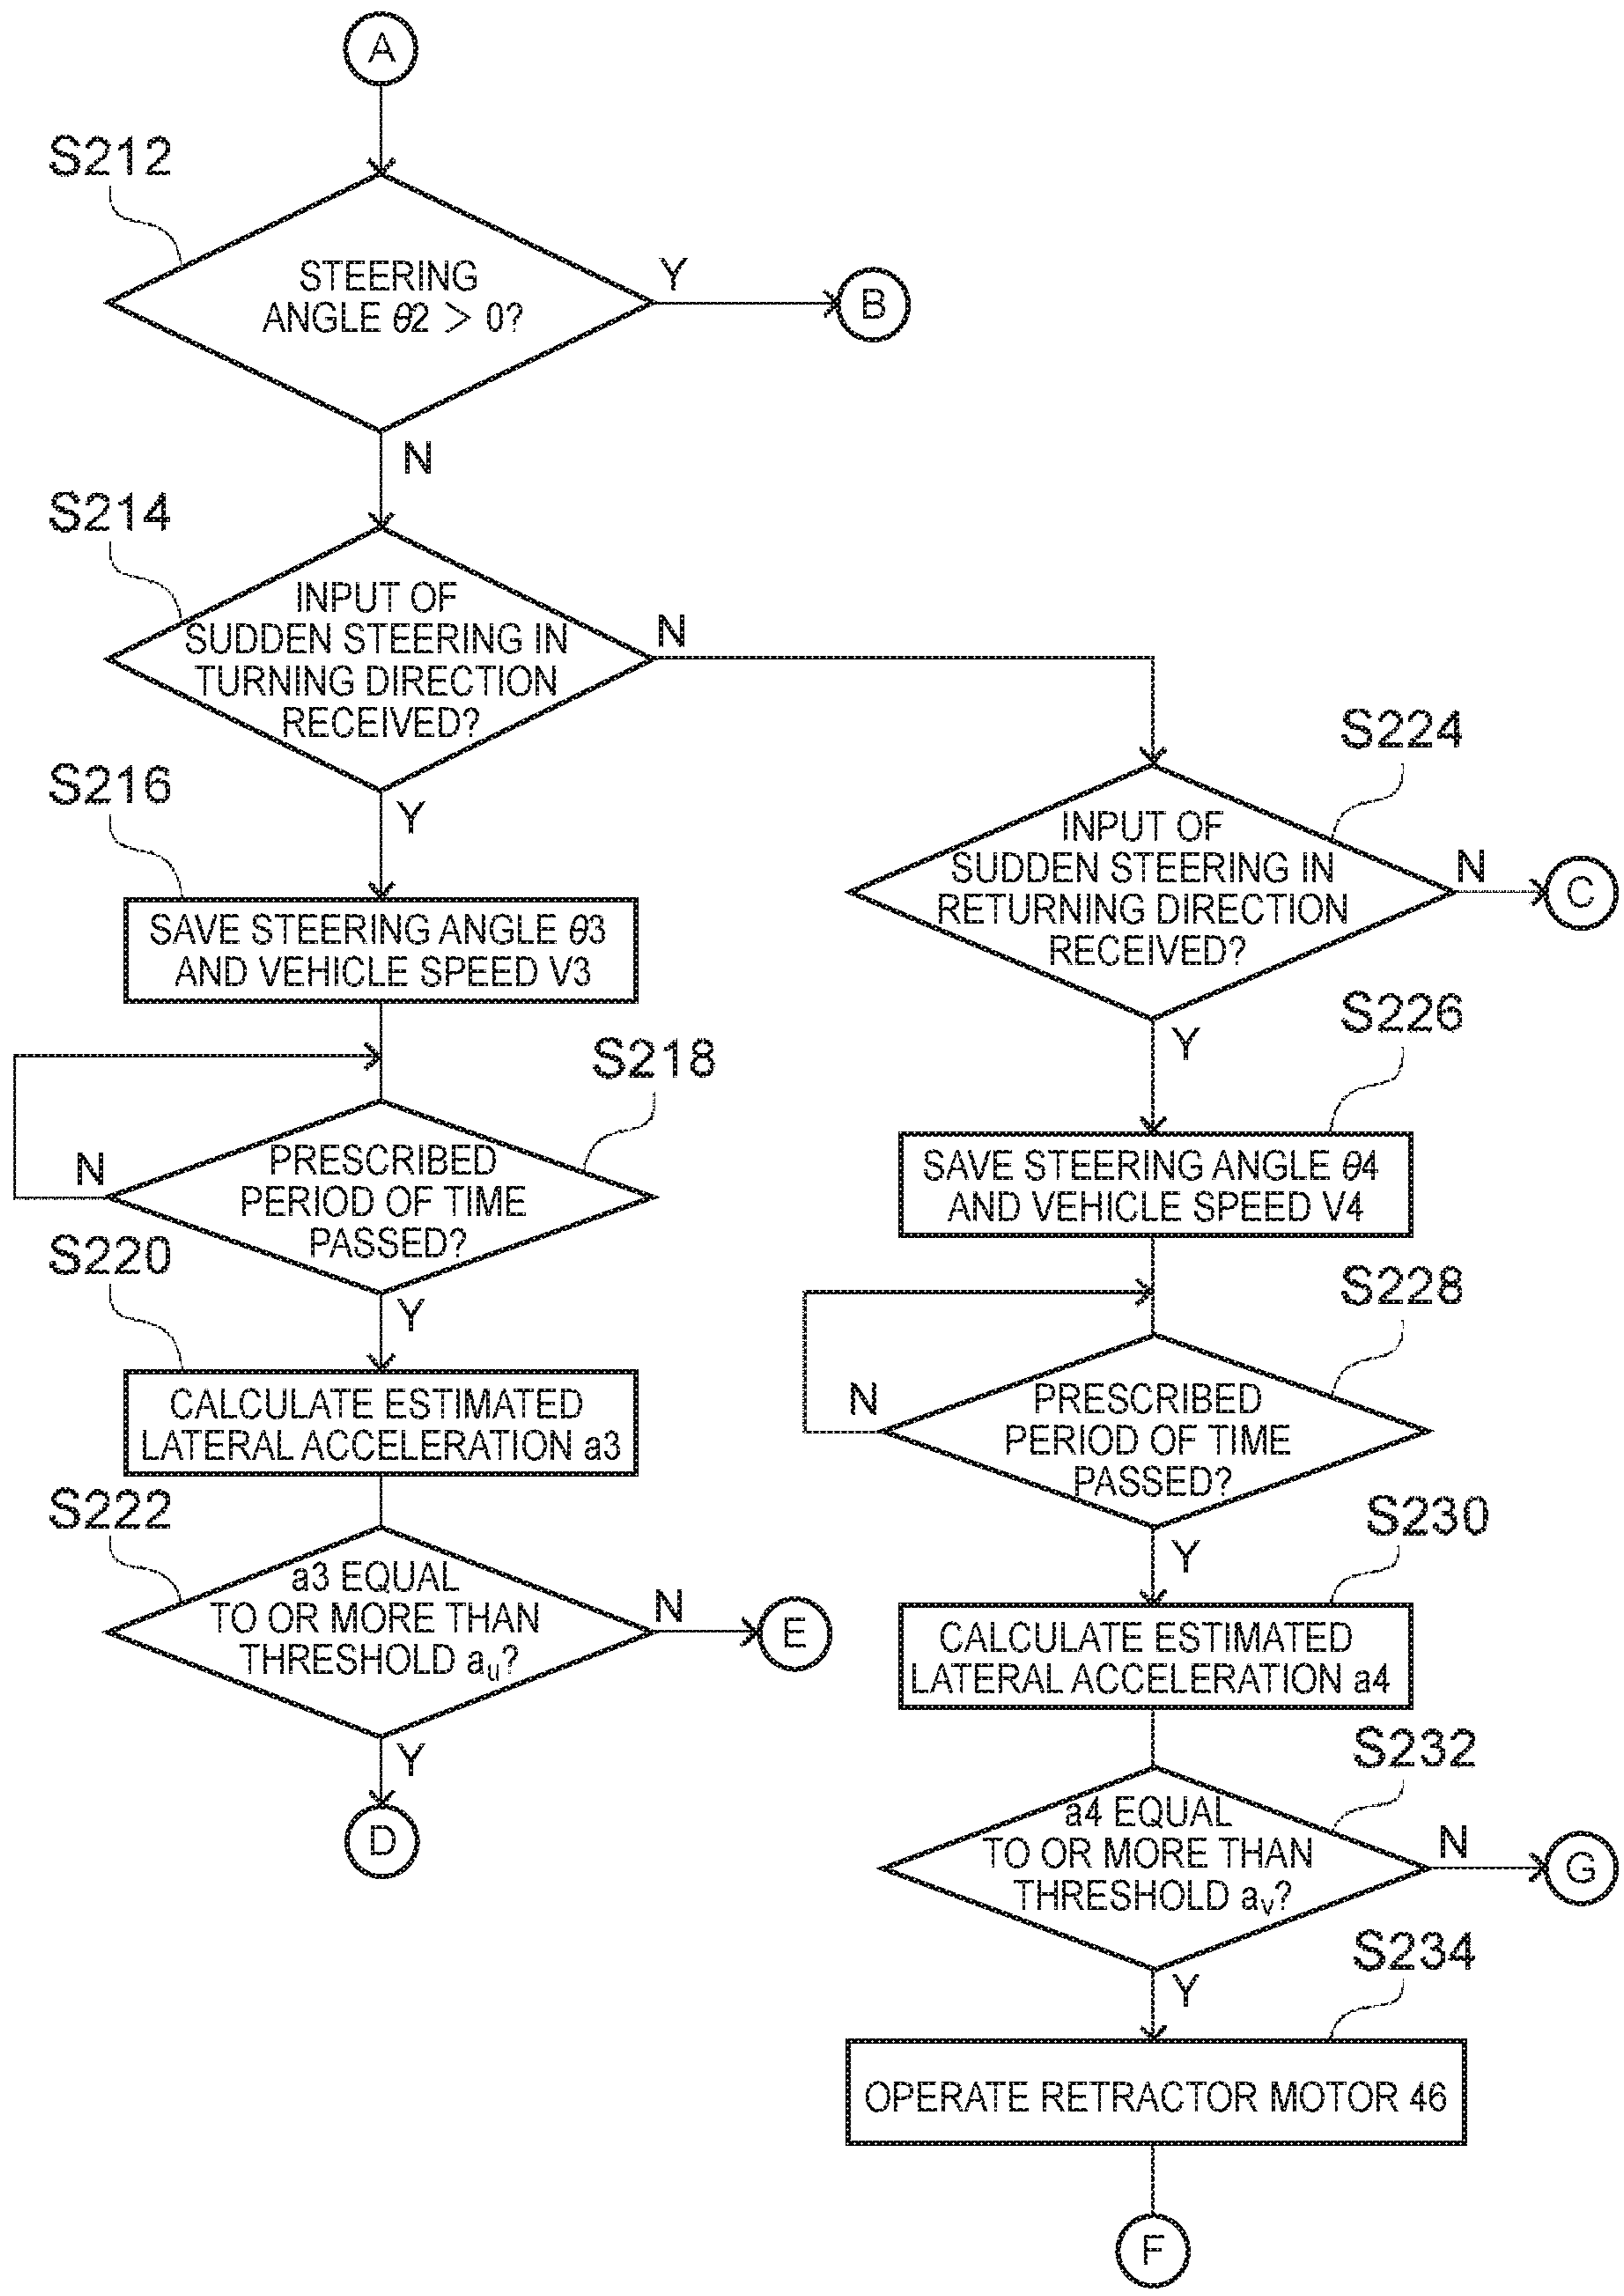 A
S212
STEERING
ANGLE θ2 > 0?
Y
B
N
S214
INPUT OF
SUDDEN STEERING IN
TURNING DIRECTION
RECEIVED?
N
Y
S216
SAVE STEERING ANGLE θ3
AND VEHICLE SPEED V3
S218
PRESCRIBED
PERIOD OF TIME
PASSED?
N
Y
S220
CALCULATE ESTIMATED
LATERAL ACCELERATION a3
S222
a3 EQUAL
TO OR MORE THAN
THRESHOLD aᵤ?
N
E
Y
D
S224
INPUT OF
SUDDEN STEERING IN
RETURNING DIRECTION
RECEIVED?
N
C
Y
S226
SAVE STEERING ANGLE θ4
AND VEHICLE SPEED V4
S228
PRESCRIBED
PERIOD OF TIME
PASSED?
N
Y
S230
CALCULATE ESTIMATED
LATERAL ACCELERATION a4
S232
a4 EQUAL
TO OR MORE THAN
THRESHOLD aᵥ?
N
G
Y
S234
OPERATE RETRACTOR MOTOR 46
F